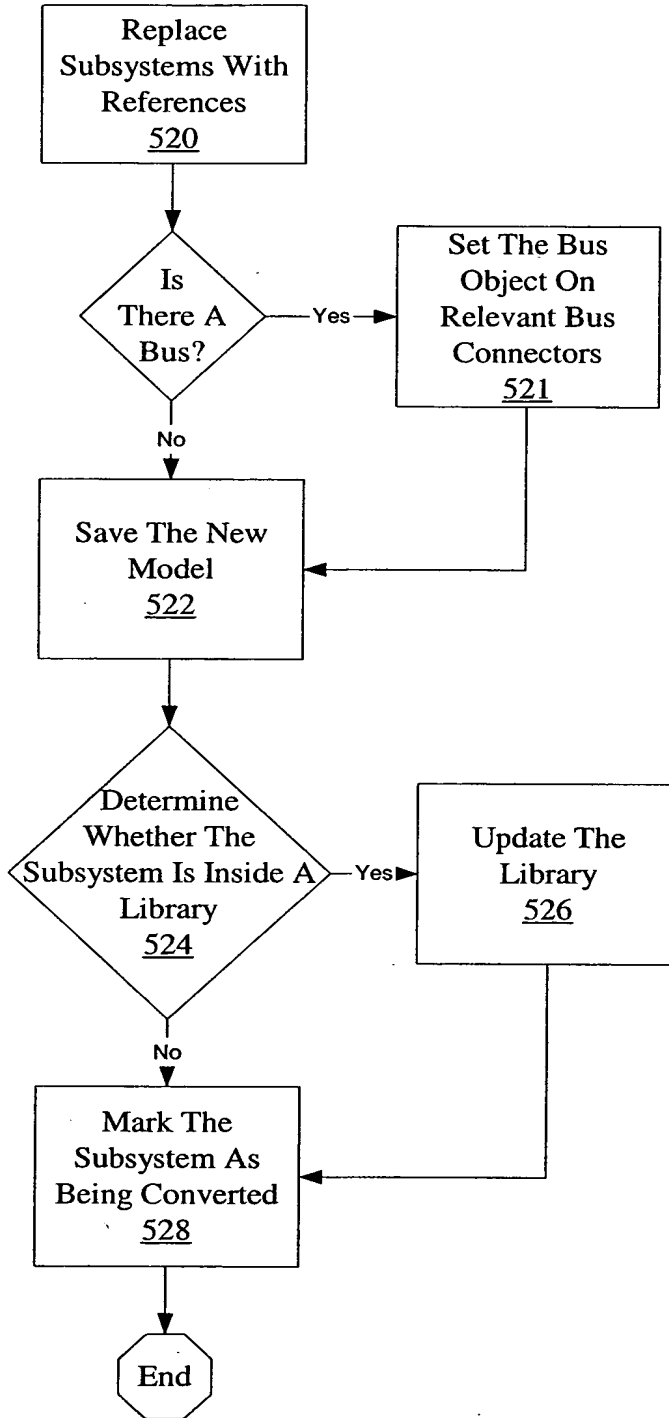 Replace
Subsystems With
References
520
Is
There A
Bus?
Yes
Set The Bus
Object On
Relevant Bus
Connectors
521
No
Save The New
Model
522
Determine
Whether The
Subsystem Is Inside A
Library
524
Yes
Update The
Library
526
No
Mark The
Subsystem As
Being Converted
528
End